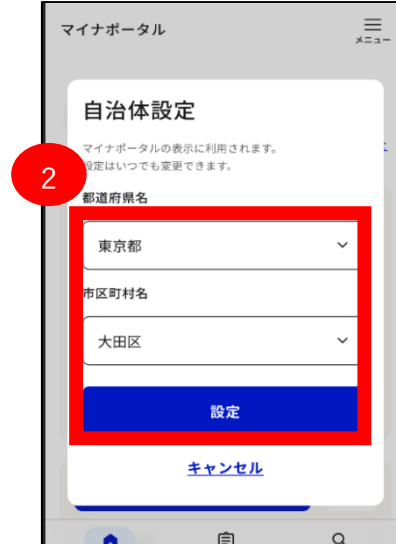 マイナポータル
メニュー
自治体設定
マイナポータルの表示に利用されます。
設定はいつでも変更できます。
2
都道府県名
東京都
市区町村名
大田区
設定
キャンセル